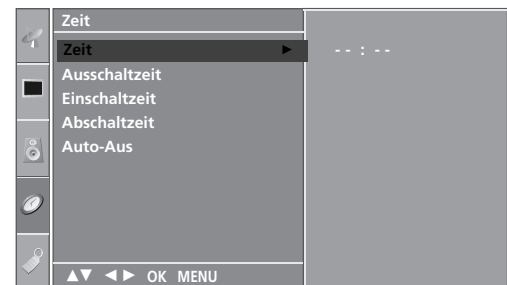 Zeit
Zeit ► -- : --
Ausschaltzeit
Einschaltzeit
Abschaltzeit
Auto-Aus
▲▼ ◄► OK MENU